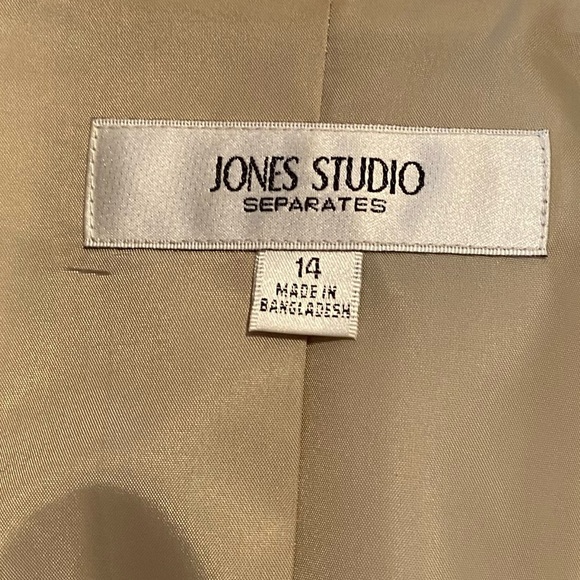 JONES STUDIO
SEPARATES
14
MADE IN
BANGLADESH